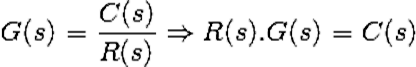 G(s) = C(s)/R(s) ⇒ R(s).G(s) = C(s)